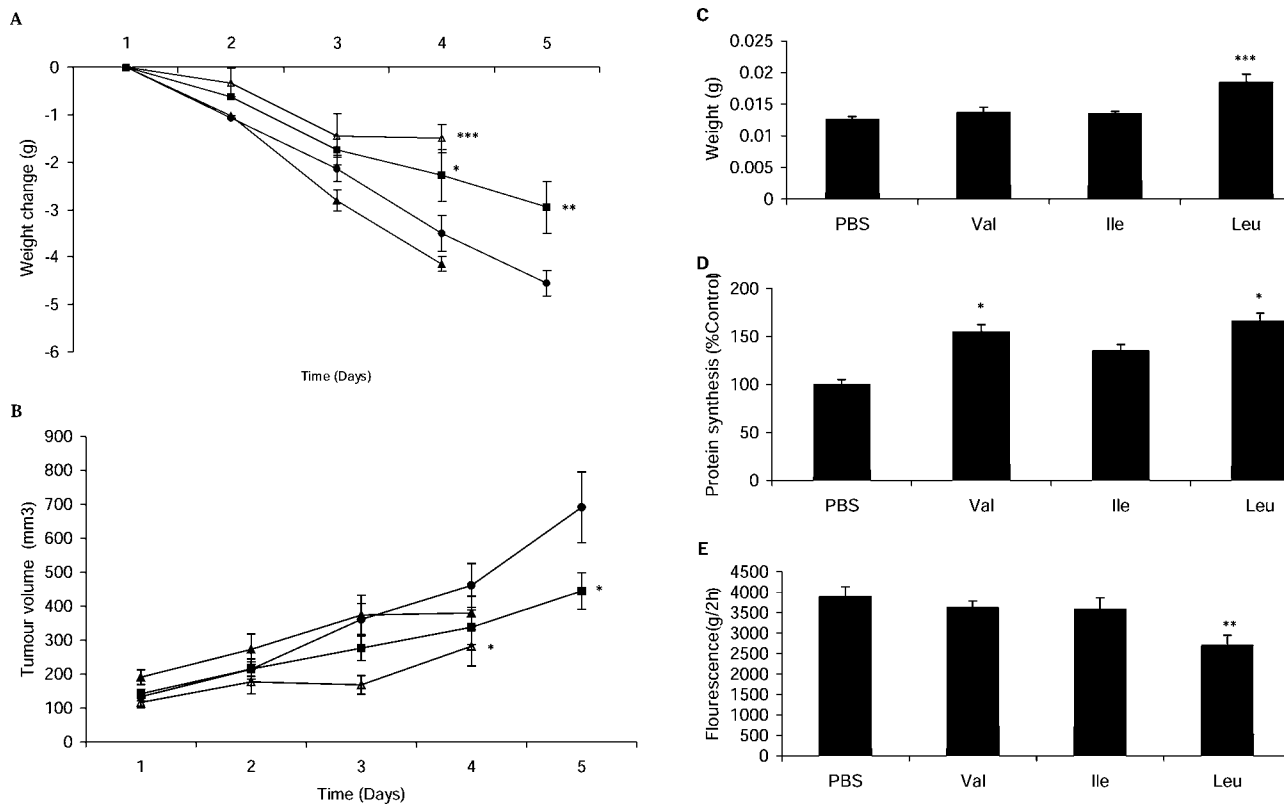 A
1 2 3 4 5
0
-1
-2
-3
-4
-5
-6
Weight change (g)
***
*
**
Time (Days)
B
900
800
700
600
500
400
300
200
100
0
Tumour volume (mm3)
*
*
1 2 3 4 5
Time (Days)
C
0.025
0.02
0.015
0.01
0.005
0
Weight (g)
***
PBS Val Ile Leu
D
200
150
100
50
0
Protein synthesis (%Control)
* *
PBS Val Ile Leu
E
4500
4000
3500
3000
2500
2000
1500
1000
500
0
Flourescence(g/2h)
**
PBS Val Ile Leu